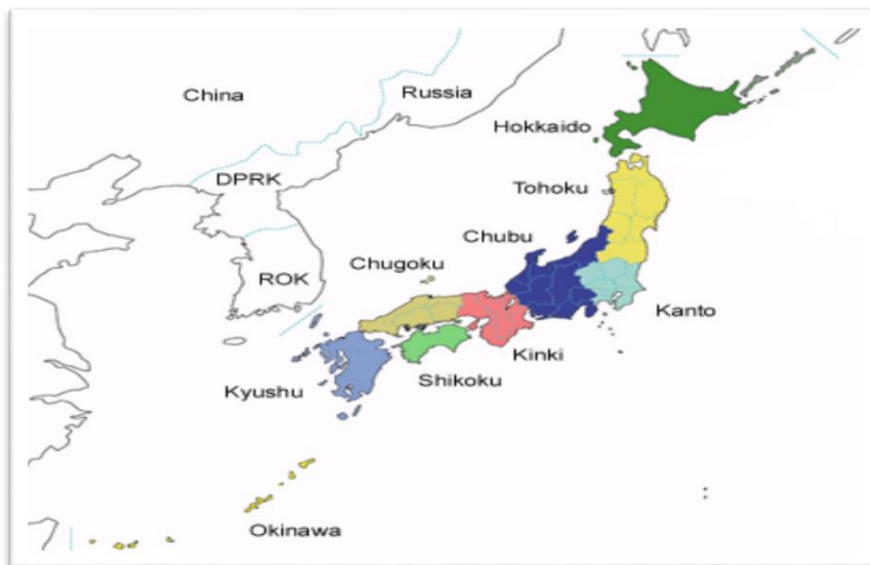 China
Russia
Hokkaido
DPRK
Tohoku
Chubu
Chugoku
ROK
Kanto
Kinki
Shikoku
Kyushu
Okinawa